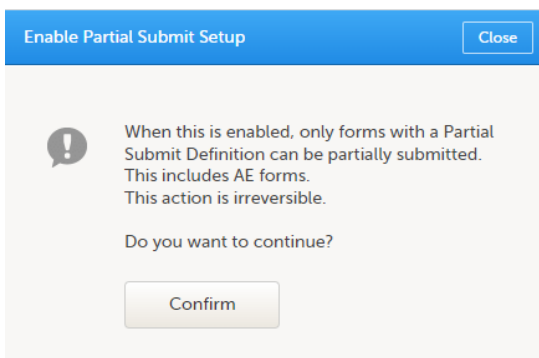 Enable Partial Submit Setup
Close
When this is enabled, only forms with a Partial
Submit Definition can be partially submitted.
This includes AE forms.
This action is irreversible.
Do you want to continue?
Confirm